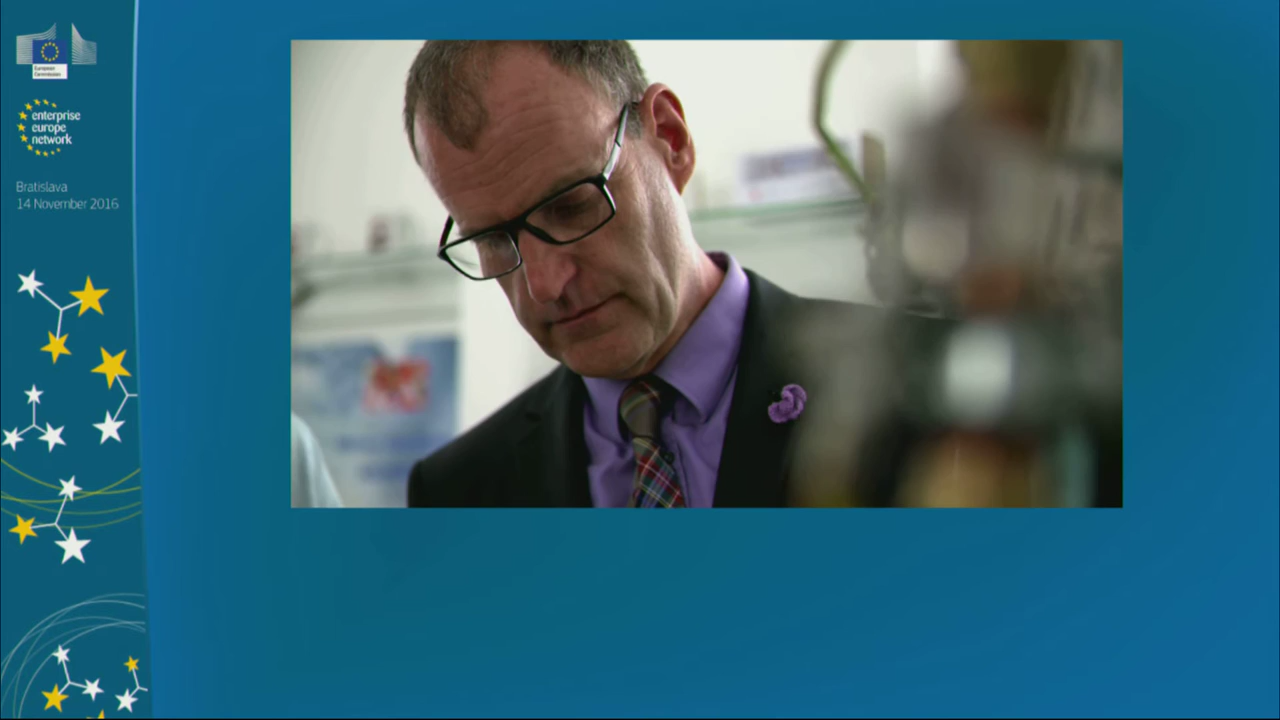 European
Commission
enterprise
europe
network
Bratislava
14 November 2016